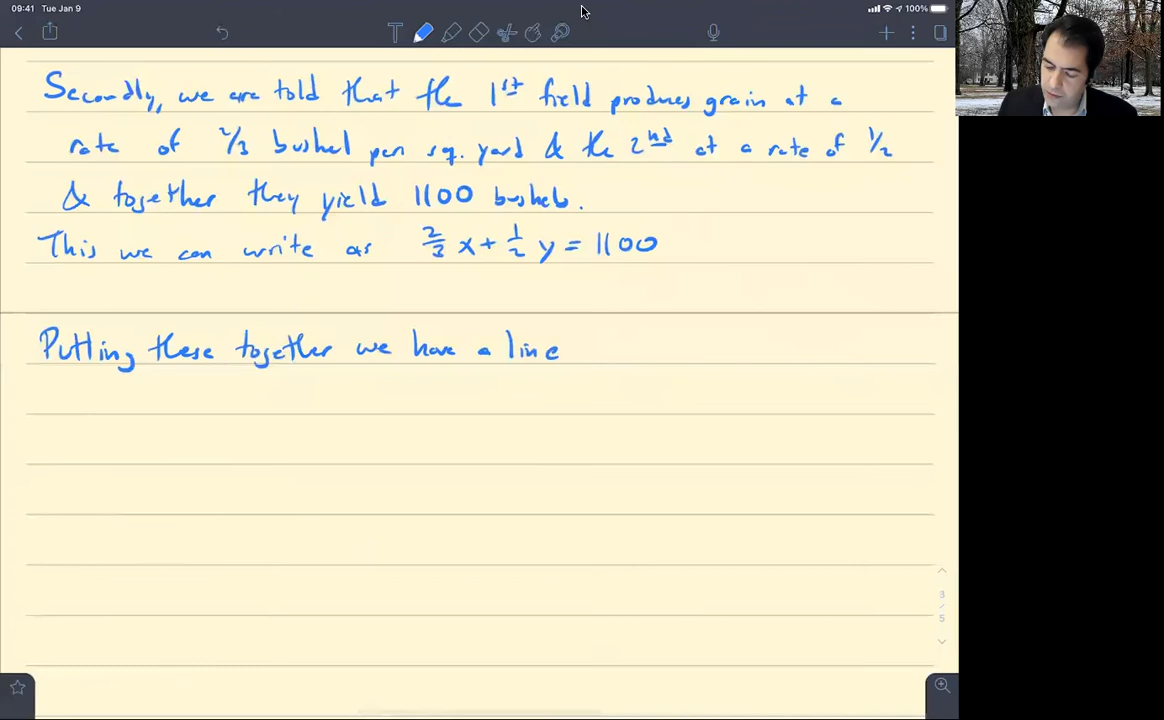 09:41 Tue Jan 9 100%
Secondly, we are told that the 1st field produces grain at a
rate of 2/3 bushel per sq. yard & the 2nd at a rate of 1/2
& together they yield 1100 bushels.
This we can write as 2/3 x + 1/2 y = 1100
Putting these together we have a line
3
/
5